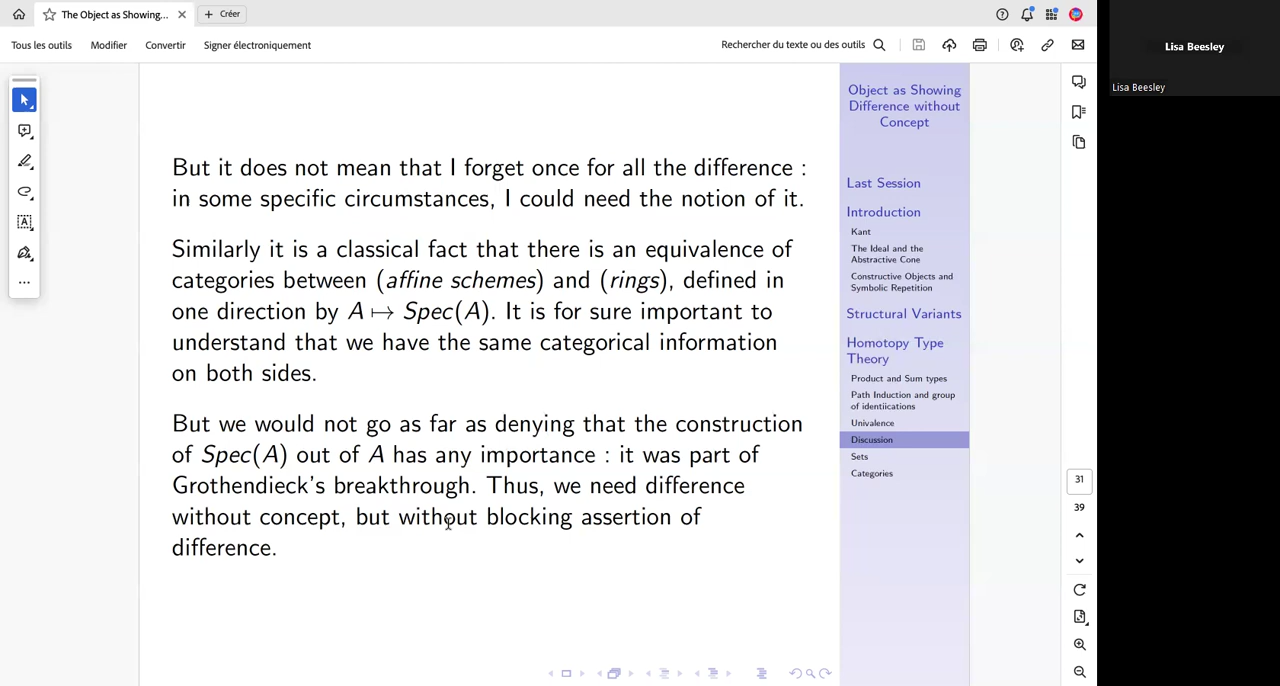 The Object as Showing...
Créer
Tous les outils
Modifier
Convertir
Signer électroniquement
Rechercher du texte ou des outils
But it does not mean that I forget once for all the difference :
in some specific circumstances, I could need the notion of it.
Similarly it is a classical fact that there is an equivalence of
categories between (affine schemes) and (rings), defined in
one direction by A ↦ Spec(A). It is for sure important to
understand that we have the same categorical information
on both sides.
But we would not go as far as denying that the construction
of Spec(A) out of A has any importance : it was part of
Grothendieck's breakthrough. Thus, we need difference
without concept, but without blocking assertion of
difference.
Object as Showing
Difference without
Concept
Last Session
Introduction
Kant
The Ideal and the
Abstractive Cone
Constructive Objects and
Symbolic Repetition
Structural Variants
Homotopy Type
Theory
Product and Sum types
Path Induction and group
of identiications
Univalence
Discussion
Sets
Categories
31
39
Lisa Beesley
Lisa Beesley